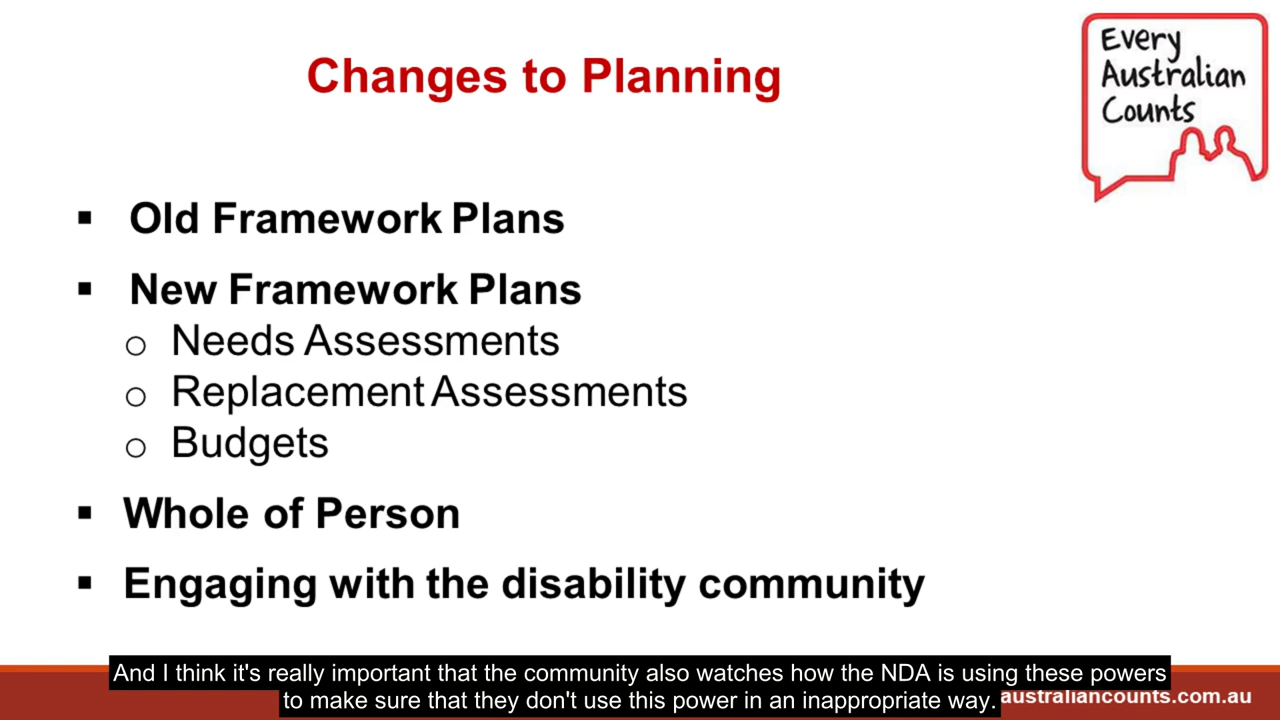 Changes to Planning
Every
Australian
Counts
▪ Old Framework Plans
▪ New Framework Plans
o Needs Assessments
o Replacement Assessments
o Budgets
▪ Whole of Person
▪ Engaging with the disability community
And I think it's really important that the community also watches how the NDA is using these powers
to make sure that they don't use this power in an inappropriate way.
australiancounts.com.au